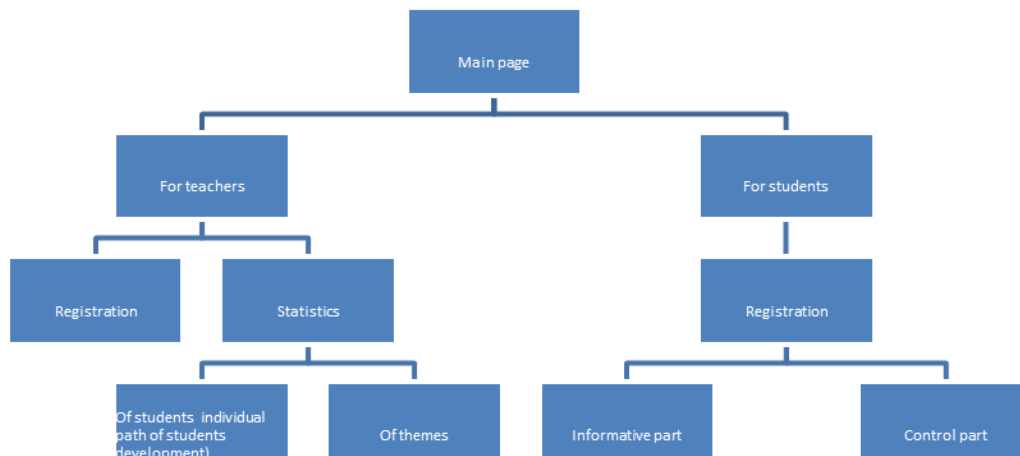 Main page
For teachers
For students
Registration
Statistics
Registration
Of students individual
path of students
development)
Of themes
Informative part
Control part